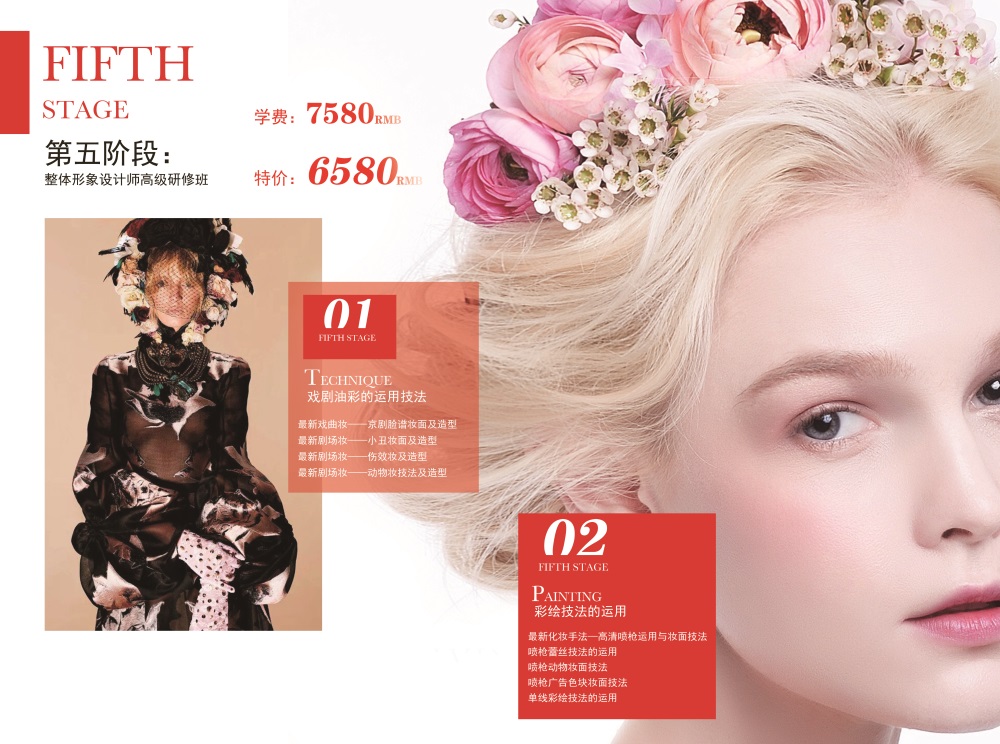 FIFTH
STAGE
第五阶段：
整体形象设计师高级研修班
学费：7580RMB
特价：6580RMB
01
FIFTH STAGE
TECHNIQUE
戏剧油彩的运用技法
最新戏曲妆——京剧脸谱妆面及造型
最新剧场妆——小丑妆面及造型
最新剧场妆——伤效妆及造型
最新剧场妆——动物妆技法及造型
02
FIFTH STAGE
PAINTING
彩绘技法的运用
最新化妆手法—高清喷枪运用与妆面技法
喷枪蕾丝技法的运用
喷枪动物妆面技法
喷枪广告色块妆面技法
单线彩绘技法的运用